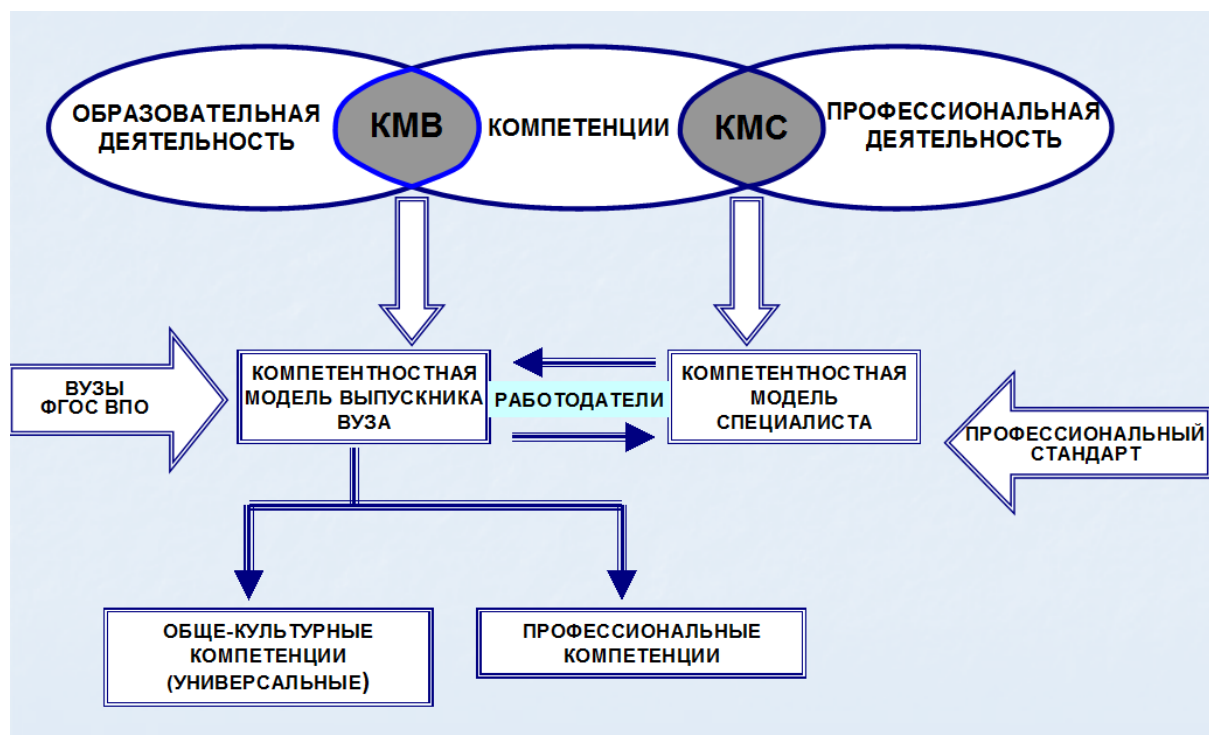 ОБРАЗОВАТЕЛЬНАЯ
ДЕЯТЕЛЬНОСТЬ
КМВ
КОМПЕТЕНЦИИ
КМС
ПРОФЕССИОНАЛЬНАЯ
ДЕЯТЕЛЬНОСТЬ
ВУЗЫ
ФГОС ВПО
КОМПЕТЕНТНОСТНАЯ
МОДЕЛЬ ВЫПУСКНИКА
ВУЗА
РАБОТОДАТЕЛИ
КОМПЕТЕНТНОСТНАЯ
МОДЕЛЬ
СПЕЦИАЛИСТА
ПРОФЕССИОНАЛЬНЫЙ
СТАНДАРТ
ОБЩЕ-КУЛЬТУРНЫЕ
КОМПЕТЕНЦИИ
(УНИВЕРСАЛЬНЫЕ)
ПРОФЕССИОНАЛЬНЫЕ
КОМПЕТЕНЦИИ